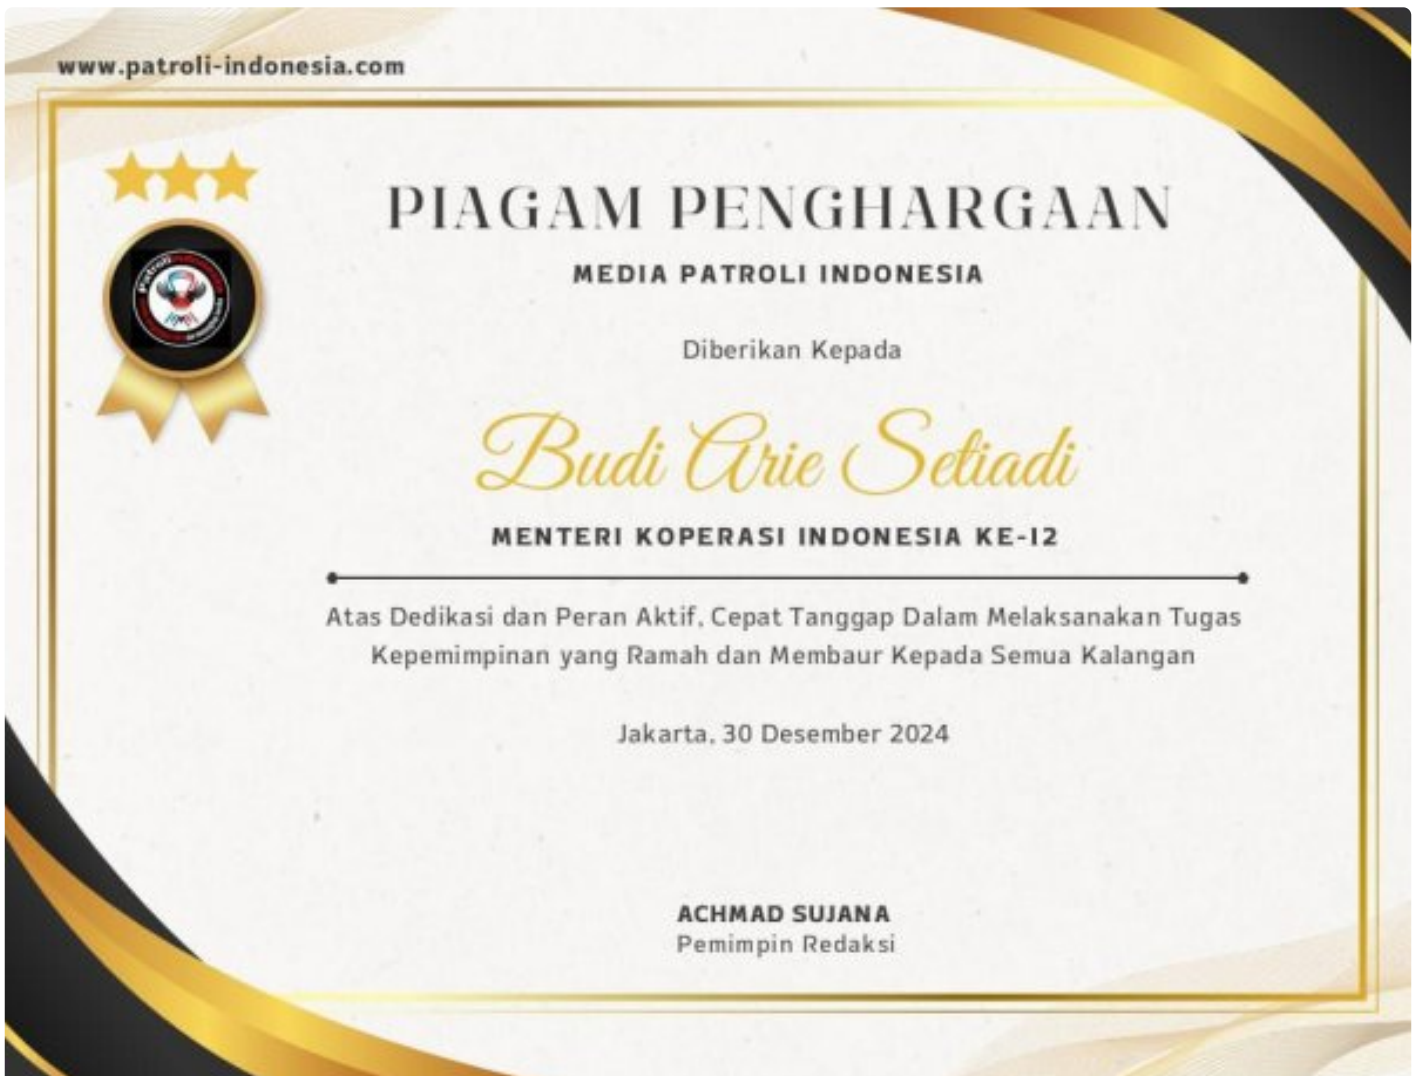 www.patroli-indonesia.com
PIAGAM PENGHARGAAN
MEDIA PATROLI INDONESIA
Diberikan Kepada
Budi Arie Setiadi
MENTERI KOPERASI INDONESIA KE-12
Atas Dedikasi dan Peran Aktif, Cepat Tanggap Dalam Melaksanakan Tugas
Kepemimpinan yang Ramah dan Membaur Kepada Semua Kalangan
Jakarta, 30 Desember 2024
ACHMAD SUJANA
Pemimpin Redaksi